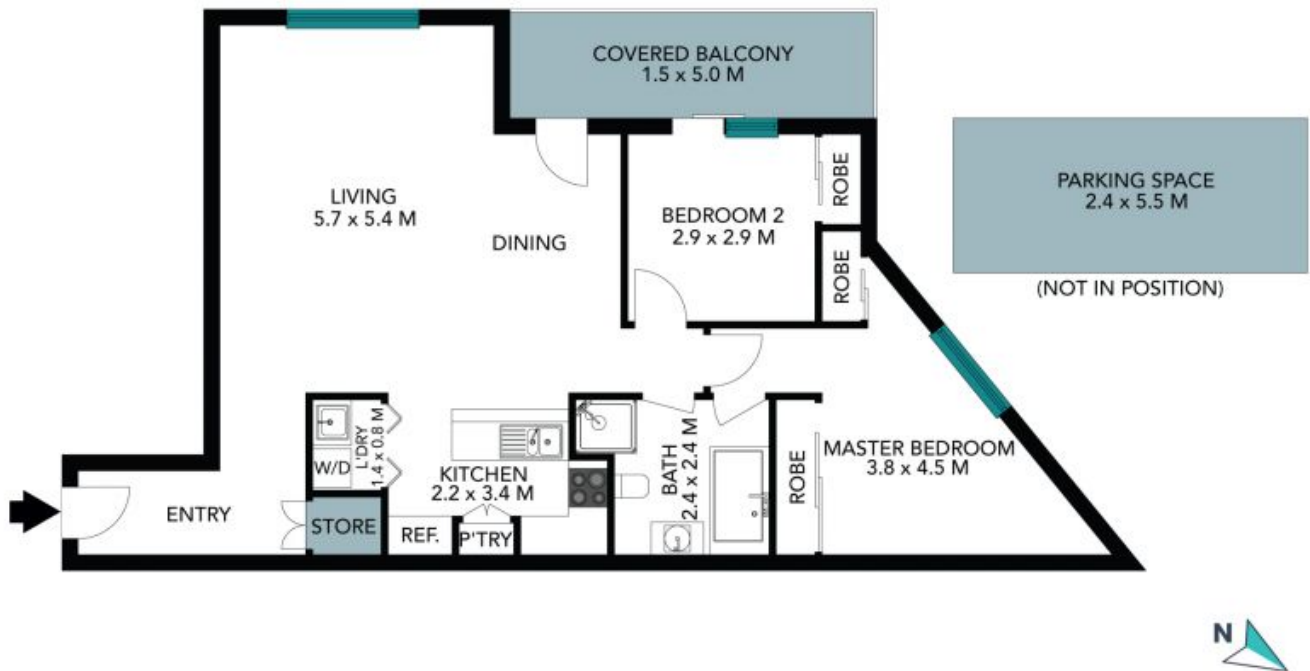 COVERED BALCONY
1.5 x 5.0 M
PARKING SPACE
2.4 x 5.5 M
(NOT IN POSITION)
LIVING
5.7 x 5.4 M
DINING
BEDROOM 2
2.9 x 2.9 M
ROBE
ROBE
L'DRY
1.4 x 0.8 M
W/D
KITCHEN
2.2 x 3.4 M
BATH
2.4 x 2.4 M
ROBE
MASTER BEDROOM
3.8 x 4.5 M
ENTRY
STORE
REF.
P'TRY
N